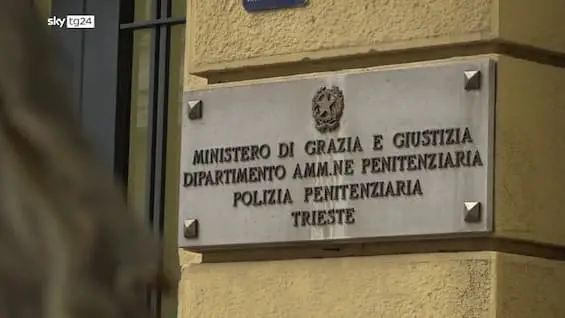 sky tg24
MINISTERO DI GRAZIA E GIUSTIZIA
DIPARTIMENTO AMM.NE PENITENZIARIA
POLIZIA PENITENZIARIA
TRIESTE